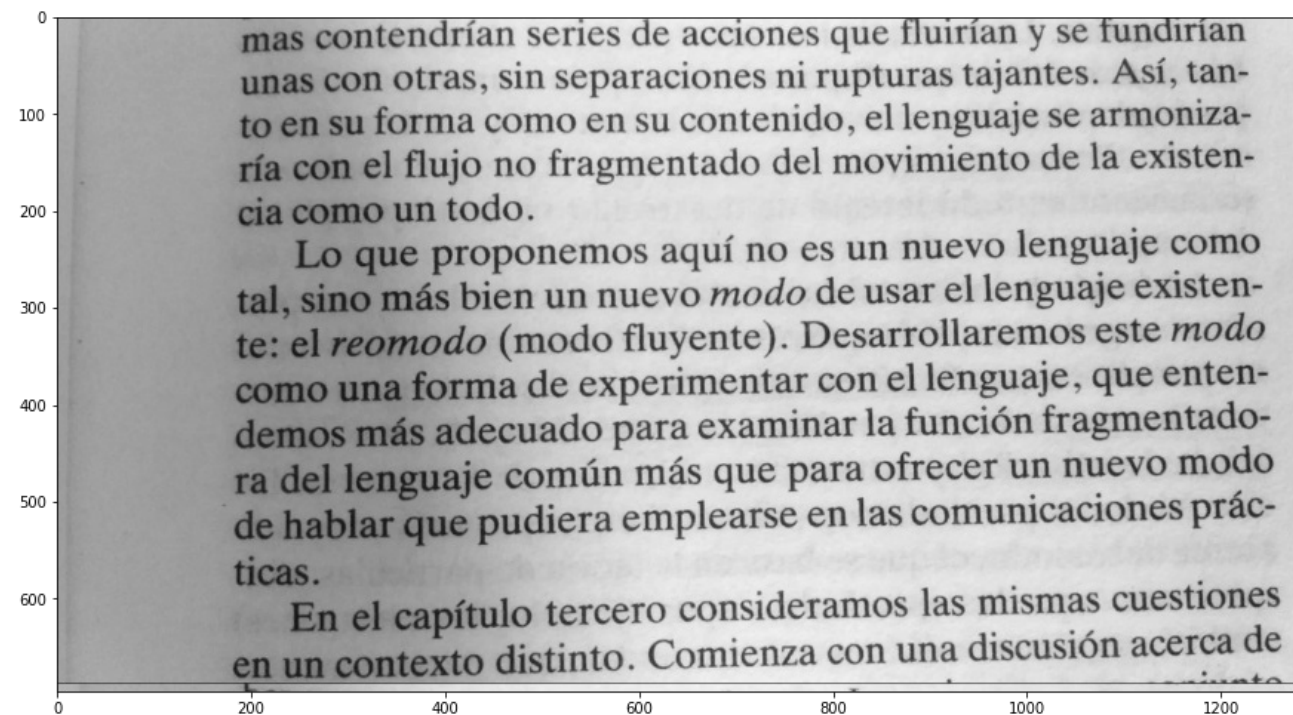 mas contendrían series de acciones que fluirían y se fundirían
unas con otras, sin separaciones ni rupturas tajantes. Así, tan-
to en su forma como en su contenido, el lenguaje se armoniza-
ría con el flujo no fragmentado del movimiento de la existen-
cia como un todo.
Lo que proponemos aquí no es un nuevo lenguaje como
tal, sino más bien un nuevo modo de usar el lenguaje existen-
te: el reomodo (modo fluyente). Desarrollaremos este modo
como una forma de experimentar con el lenguaje, que enten-
demos más adecuado para examinar la función fragmentado-
ra del lenguaje común más que para ofrecer un nuevo modo
de hablar que pudiera emplearse en las comunicaciones prác-
ticas.
En el capítulo tercero consideramos las mismas cuestiones
en un contexto distinto. Comienza con una discusión acerca de
0
100
200
300
400
500
600
0 200 400 600 800 1000 1200